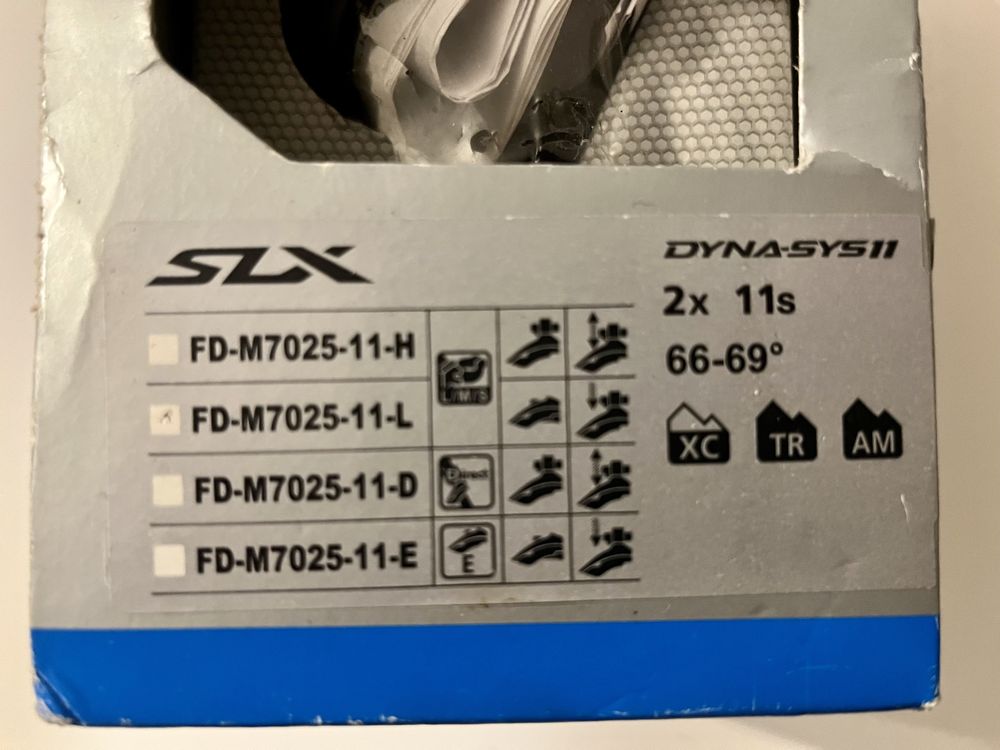 SLX
DYNA-SYS11
2x 11s
66-69°
FD-M7025-11-H
L/M/S
FD-M7025-11-L
FD-M7025-11-D
Direct
FD-M7025-11-E
E
XC TR AM